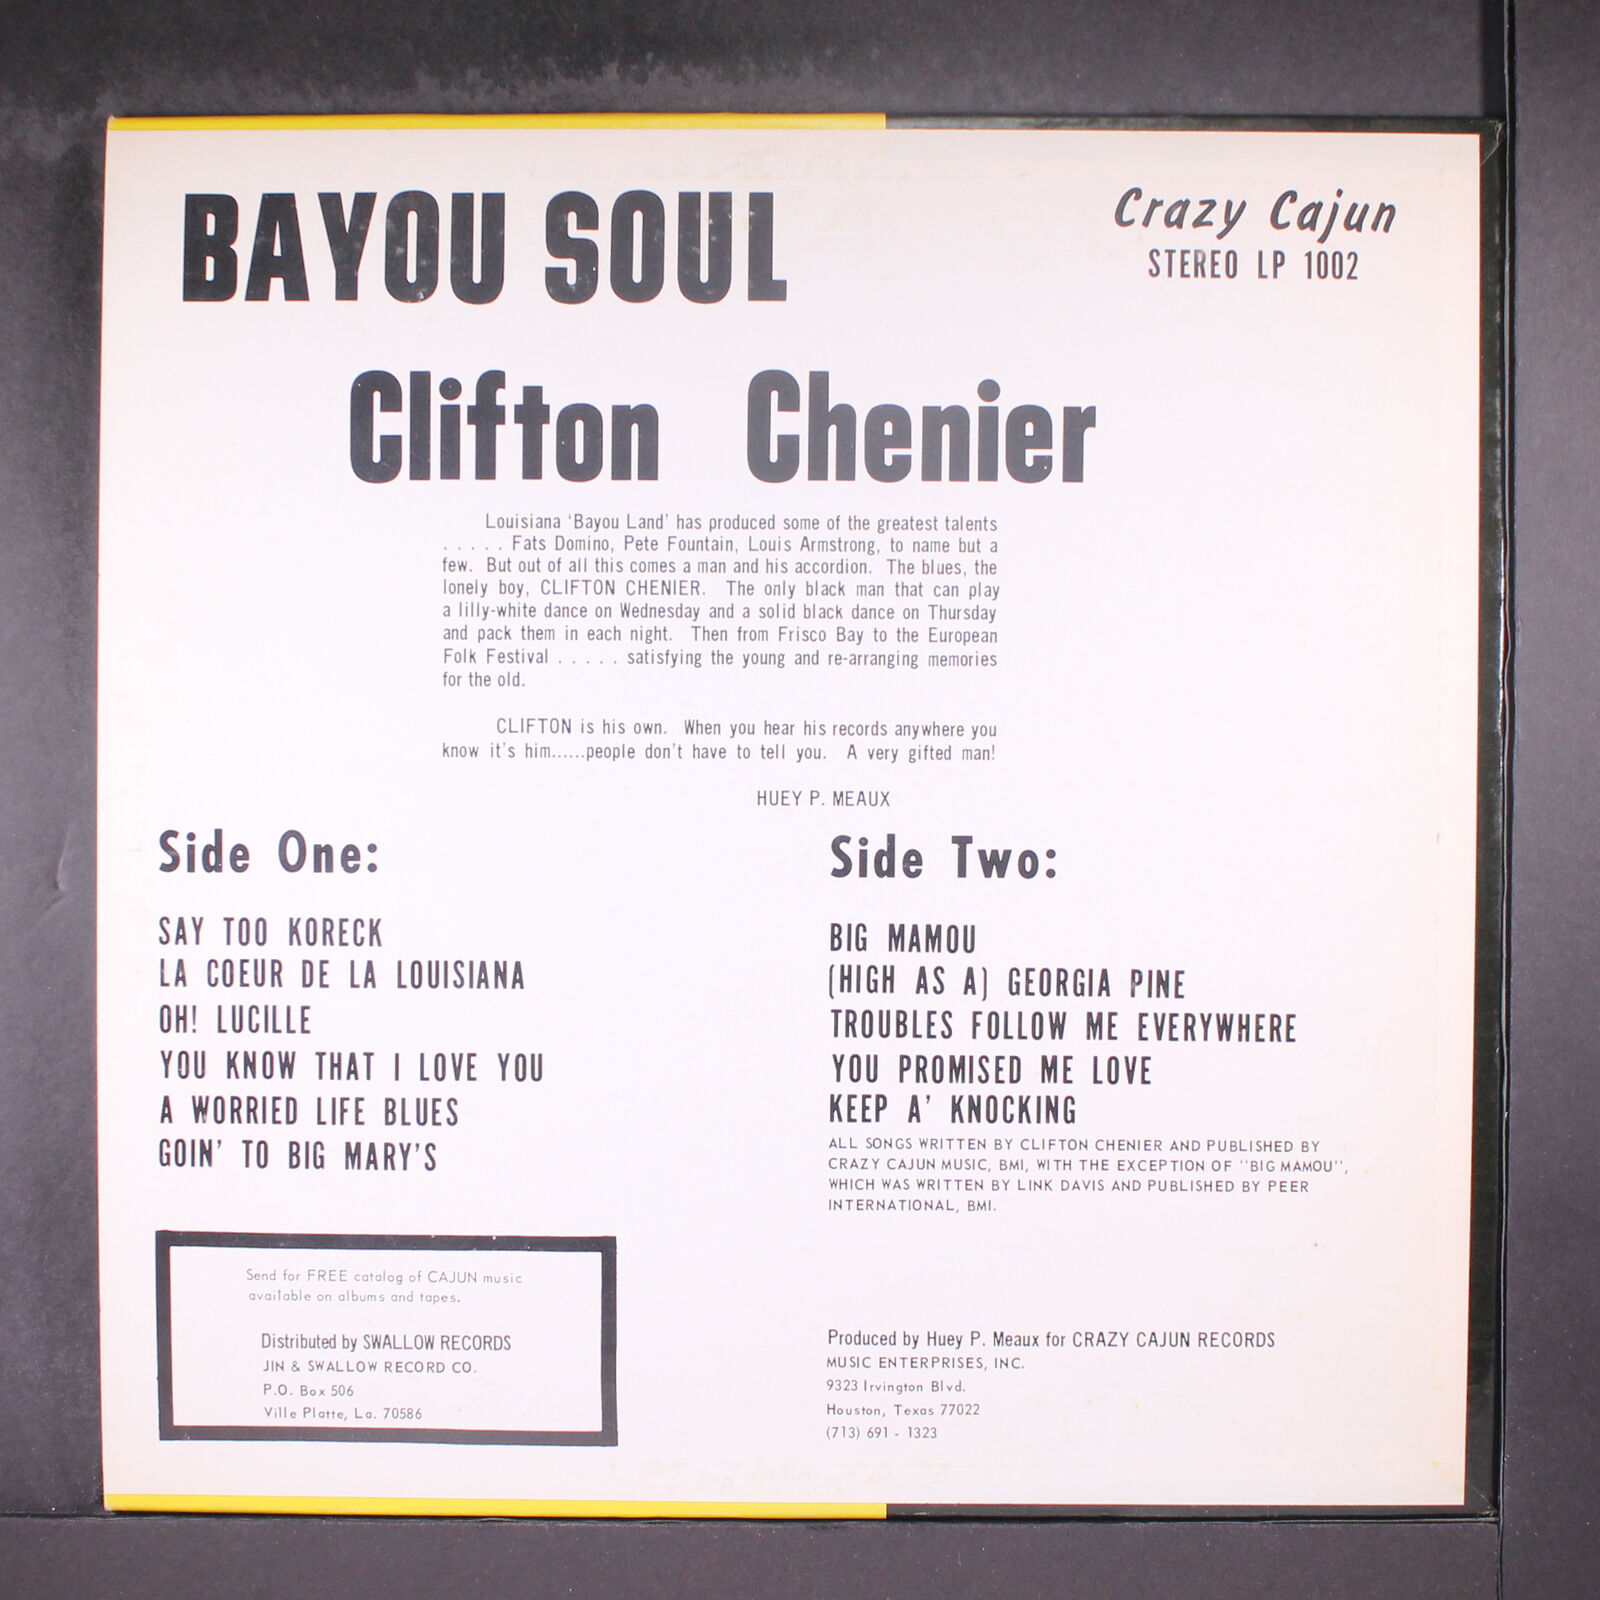 BAYOU SOUL
Crazy Cajun
STEREO LP 1002
Clifton Chenier
Louisiana ‘Bayou Land’ has produced some of the greatest talents
. . . . . Fats Domino, Pete Fountain, Louis Armstrong, to name but a
few. But out of all this comes a man and his accordion. The blues, the
lonely boy, CLIFTON CHENIER. The only black man that can play
a lilly-white dance on Wednesday and a solid black dance on Thursday
and pack them in each night. Then from Frisco Bay to the European
Folk Festival . . . . . satisfying the young and re-arranging memories
for the old.
CLIFTON is his own. When you hear his records anywhere you
know it's him......people don't have to tell you. A very gifted man!
HUEY P. MEAUX
Side One:
SAY TOO KORECK
LA COEUR DE LA LOUISIANA
OH! LUCILLE
YOU KNOW THAT I LOVE YOU
A WORRIED LIFE BLUES
GOIN' TO BIG MARY'S
Side Two:
BIG MAMOU
(HIGH AS A) GEORGIA PINE
TROUBLES FOLLOW ME EVERYWHERE
YOU PROMISED ME LOVE
KEEP A' KNOCKING
ALL SONGS WRITTEN BY CLIFTON CHENIER AND PUBLISHED BY
CRAZY CAJUN MUSIC, BMI, WITH THE EXCEPTION OF "BIG MAMOU",
WHICH WAS WRITTEN BY LINK DAVIS AND PUBLISHED BY PEER
INTERNATIONAL, BMI.
Send for FREE catalog of CAJUN music
available on albums and tapes.
Distributed by SWALLOW RECORDS
JIN & SWALLOW RECORD CO.
P.O. Box 506
Ville Platte, La. 70586
Produced by Huey P. Meaux for CRAZY CAJUN RECORDS
MUSIC ENTERPRISES, INC.
9323 Irvington Blvd.
Houston, Texas 77022
(713) 691 - 1323